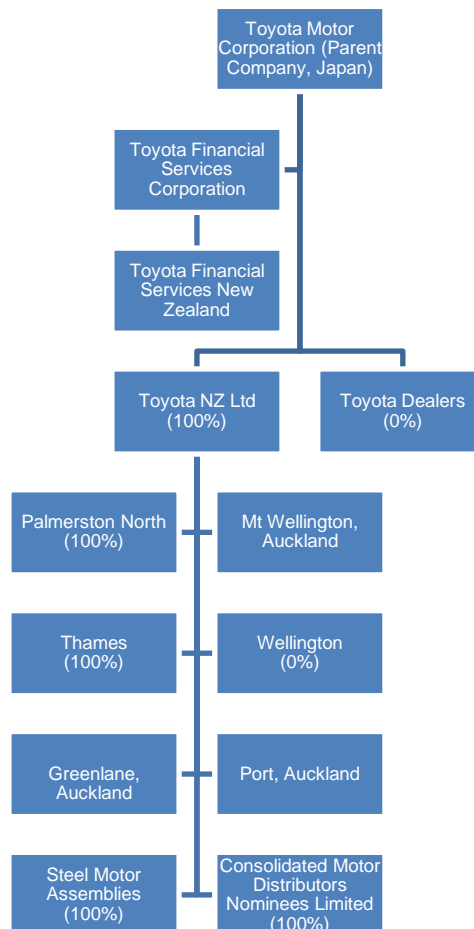 Toyota Motor
Corporation (Parent
Company, Japan)
Toyota Financial
Services
Corporation
Toyota Financial
Services New
Zealand
Toyota NZ Ltd
(100%)
Toyota Dealers
(0%)
Palmerston North
(100%)
Mt Wellington,
Auckland
Thames
(100%)
Wellington
(0%)
Greenlane,
Auckland
Port, Auckland
Steel Motor
Assemblies
(100%)
Consolidated Motor
Distributors
Nominees Limited
(100%)